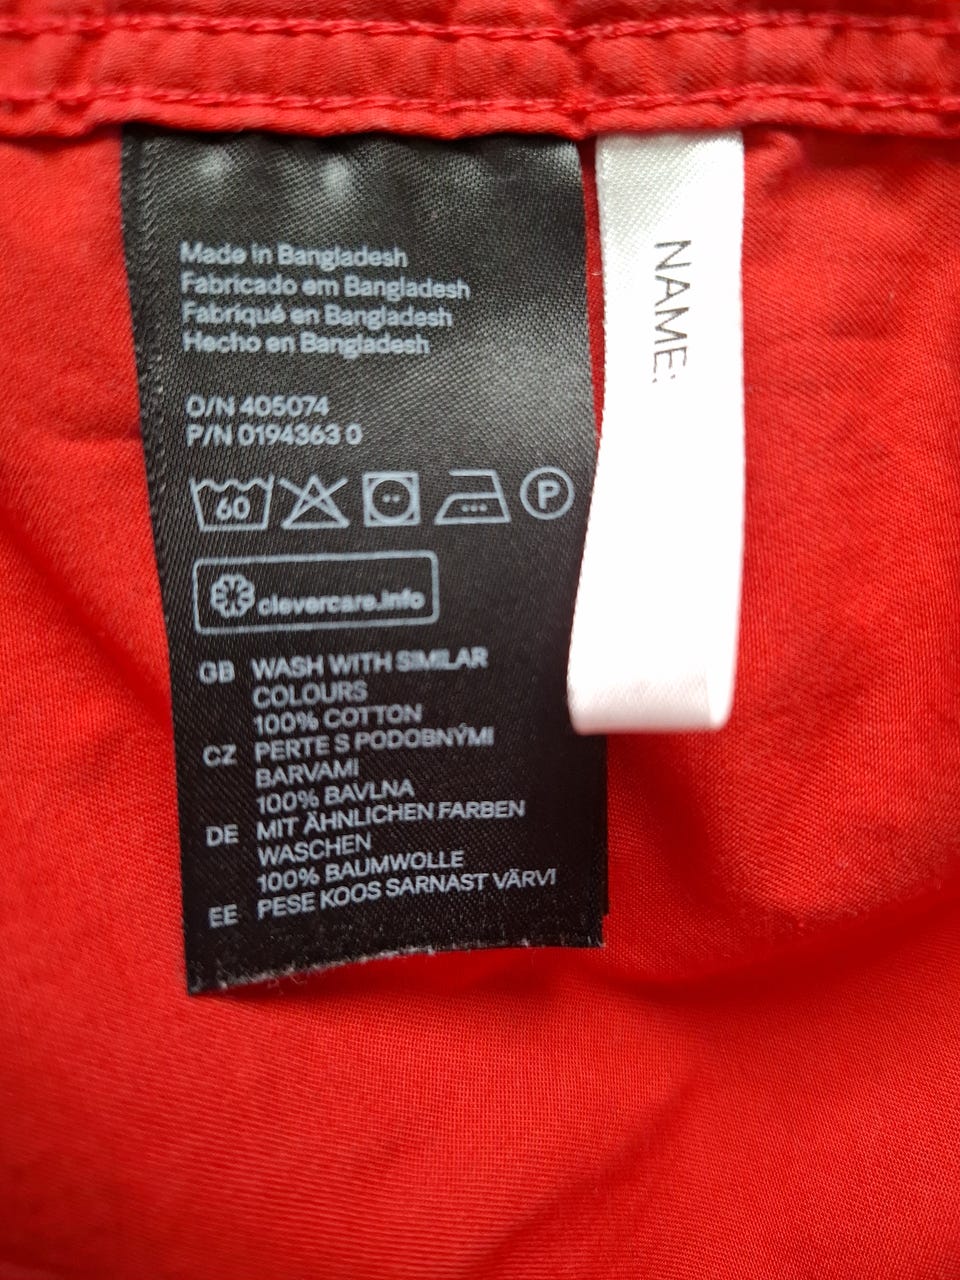 Made in Bangladesh
Fabricado em Bangladesh
Fabriqué en Bangladesh
Hecho en Bangladesh
O/N 405074
P/N 0194363 0
60
P
clevercare.info
GB WASH WITH SIMILAR
COLOURS
100% COTTON
CZ PERTE S PODOBNÝMI
BARVAMI
100% BAVLNA
DE MIT ÄHNLICHEN FARBEN
WASCHEN
100% BAUMWOLLE
EE PESE KOOS SARNAST VÄRVI
NAME: